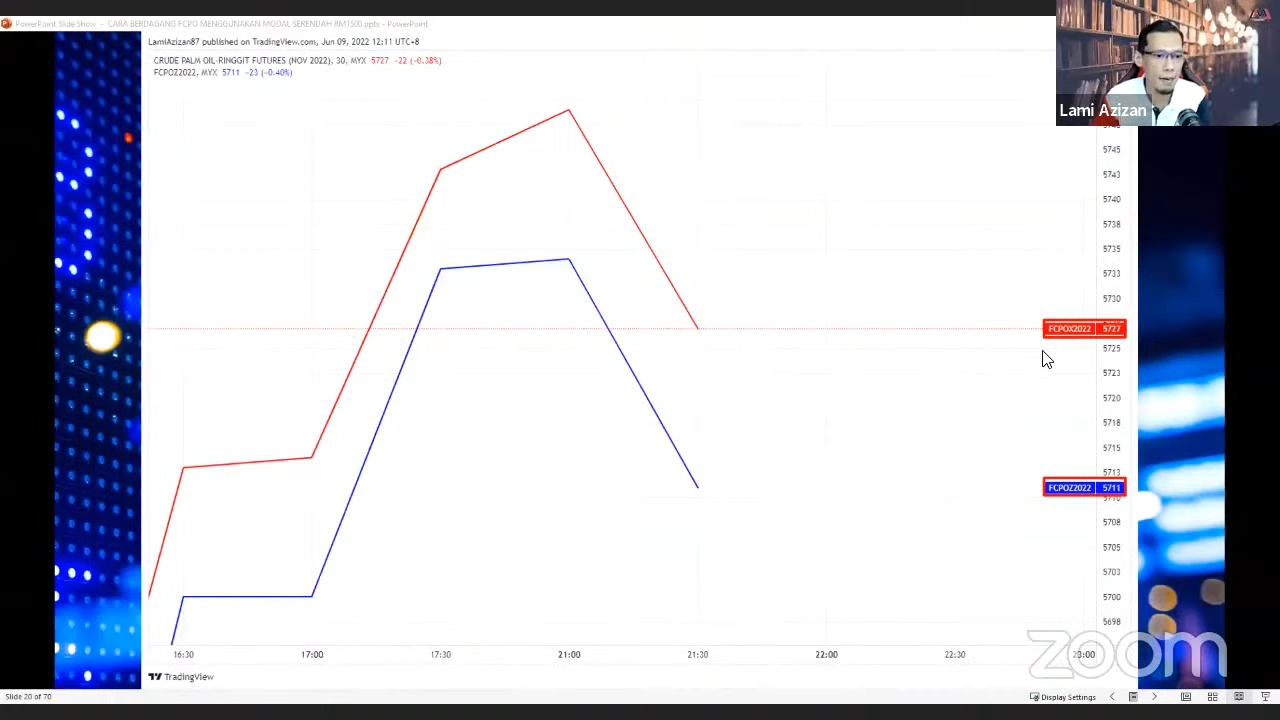 PowerPoint Slide Show - CARA BERDAGANG FCPO MENGGUNAKAN MODAL SERENDAH RM1500.pptx - PowerPoint
LamiAzizan87 published on TradingView.com, Jun 09, 2022 12:11 UTC+8
CRUDE PALM OIL-RINGGIT FUTURES (NOV 2022), 30, MYX 5727 -22 (-0.38%)
FCPOZ2022, MYX 5711 -23 (-0.40%)
Lami Azizan
5745
5743
5740
5738
5735
5733
5730
FCPOX2022 5727
5725
5723
5720
5718
5715
5713
FCPOZ2022 5711
5710
5708
5705
5703
5700
5698
16:30 17:00 17:30 21:00 21:30 22:00 22:30 23:00
zoom
TradingView
Slide 20 of 70
Display Settings